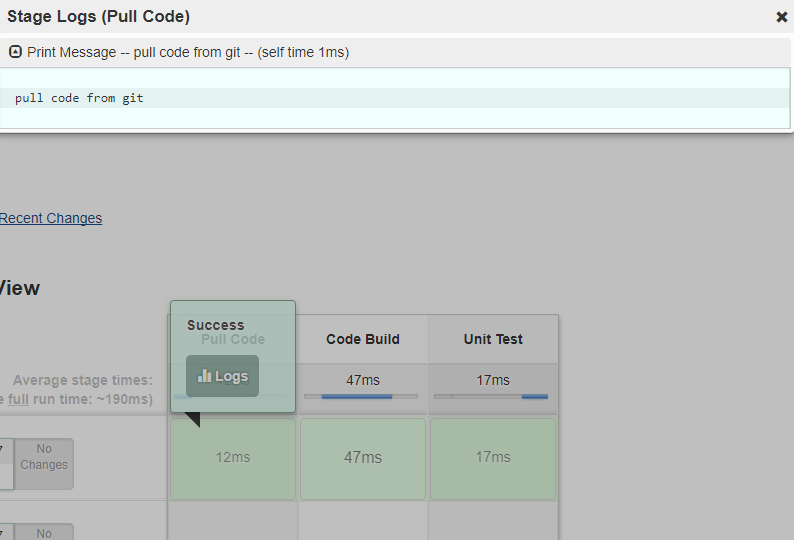 Stage Logs (Pull Code)
Print Message -- pull code from git -- (self time 1ms)
pull code from git
Recent Changes
View
Success
Pull Code
Code Build
Unit Test
Logs
Average stage times:
47ms
17ms
full run time: ~190ms)
No
Changes
12ms
47ms
17ms
No